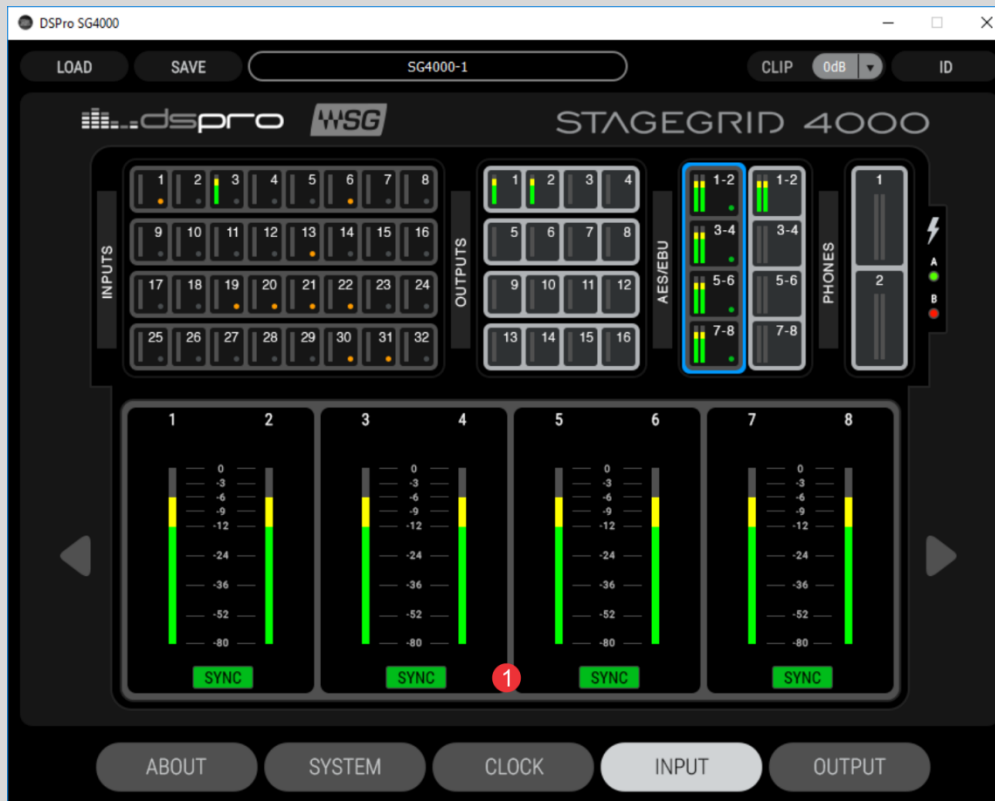 DSPro SG4000
LOAD SAVE SG4000-1 CLIP 0dB ID
dspro WSG STAGEGRID 4000
INPUTS
1 2 3 4 5 6 7 8
9 10 11 12 13 14 15 16
17 18 19 20 21 22 23 24
25 26 27 28 29 30 31 32
OUTPUTS
1 2 3 4
5 6 7 8
9 10 11 12
13 14 15 16
AES/EBU
1-2 1-2
3-4 3-4
5-6 5-6
7-8 7-8
PHONES
1
2
A
B
1 2 3 4 5 6 7 8
0 0 0 0
-3 -3 -3 -3
-6 -6 -6 -6
-9 -9 -9 -9
-12 -12 -12 -12
-24 -24 -24 -24
-36 -36 -36 -36
-52 -52 -52 -52
-80 -80 -80 -80
SYNC SYNC 1 SYNC SYNC
ABOUT SYSTEM CLOCK INPUT OUTPUT